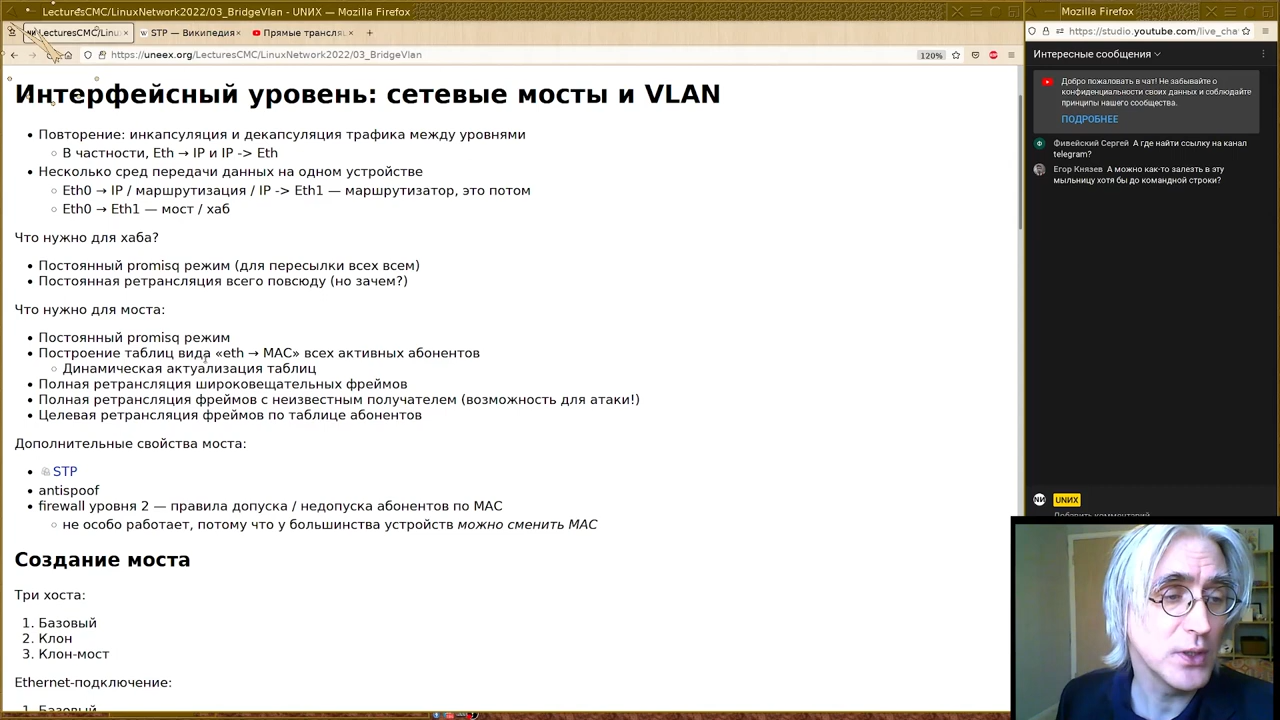 LecturesCMC/LinuxNetwork2022/03_BridgeVlan - UNИX — Mozilla Firefox
LecturesCMC/Linu
STP — Википедия
Прямые трансля
https://uneex.org/LecturesCMC/LinuxNetwork2022/03_BridgeVlan
120%
Интерфейсный уровень: сетевые мосты и VLAN
Повторение: инкапсуляция и декапсуляция трафика между уровнями
В частности, Eth → IP и IP -> Eth
Несколько сред передачи данных на одном устройстве
Eth0 → IP / маршрутизация / IP -> Eth1 — маршрутизатор, это потом
Eth0 → Eth1 — мост / хаб
Что нужно для хаба?
Постоянный promisq режим (для пересылки всех всем)
Постоянная ретрансляция всего повсюду (но зачем?)
Что нужно для моста:
Постоянный promisq режим
Построение таблиц вида «eth → MAC» всех активных абонентов
Динамическая актуализация таблиц
Полная ретрансляция широковещательных фреймов
Полная ретрансляция фреймов с неизвестным получателем (возможность для атаки!)
Целевая ретрансляция фреймов по таблице абонентов
Дополнительные свойства моста:
STP
antispoof
firewall уровня 2 — правила допуска / недопуска абонентов по MAC
не особо работает, потому что у большинства устройств можно сменить MAC
Создание моста
Три хоста:
1. Базовый
2. Клон
3. Клон-мост
Ethernet-подключение:
1. Базовый
Mozilla Firefox
https://studio.youtube.com/live_cha
Интересные сообщения
Добро пожаловать в чат! Не забывайте о
конфиденциальности своих данных и соблюдайте
принципы нашего сообщества.
ПОДРОБНЕЕ
Фивейский Сергей А где найти ссылку на канал
telegram?
Егор Князев А можно как-то залезть в эту
мыльницу хотя бы до командной строки?
UNИX
Добавить комментарий